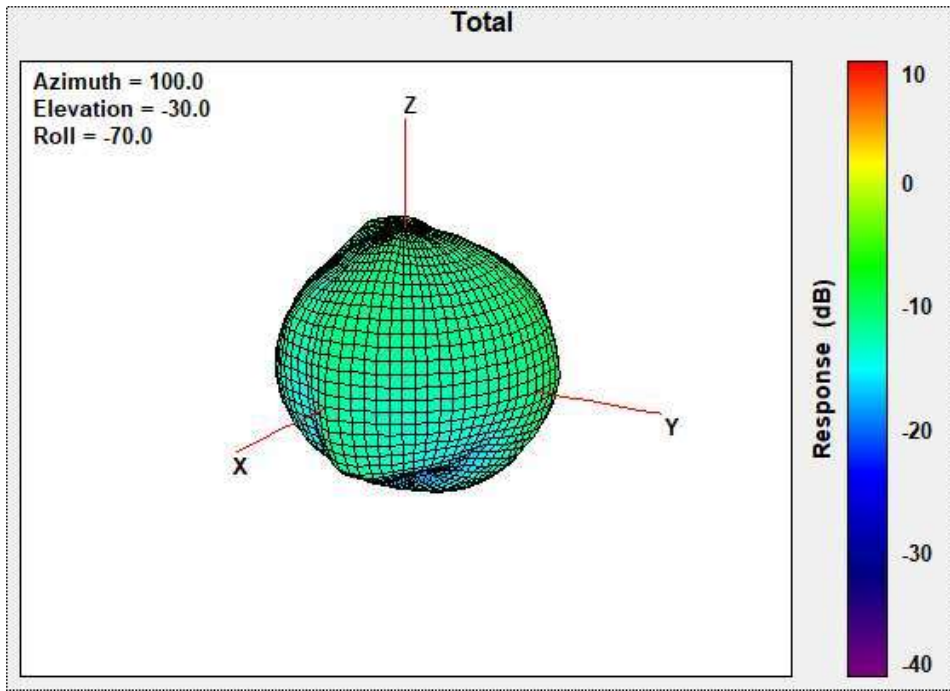 Total
Azimuth = 100.0
Elevation = -30.0
Roll = -70.0
Z
X
Y
10
0
-10
-20
-30
-40
Response (dB)